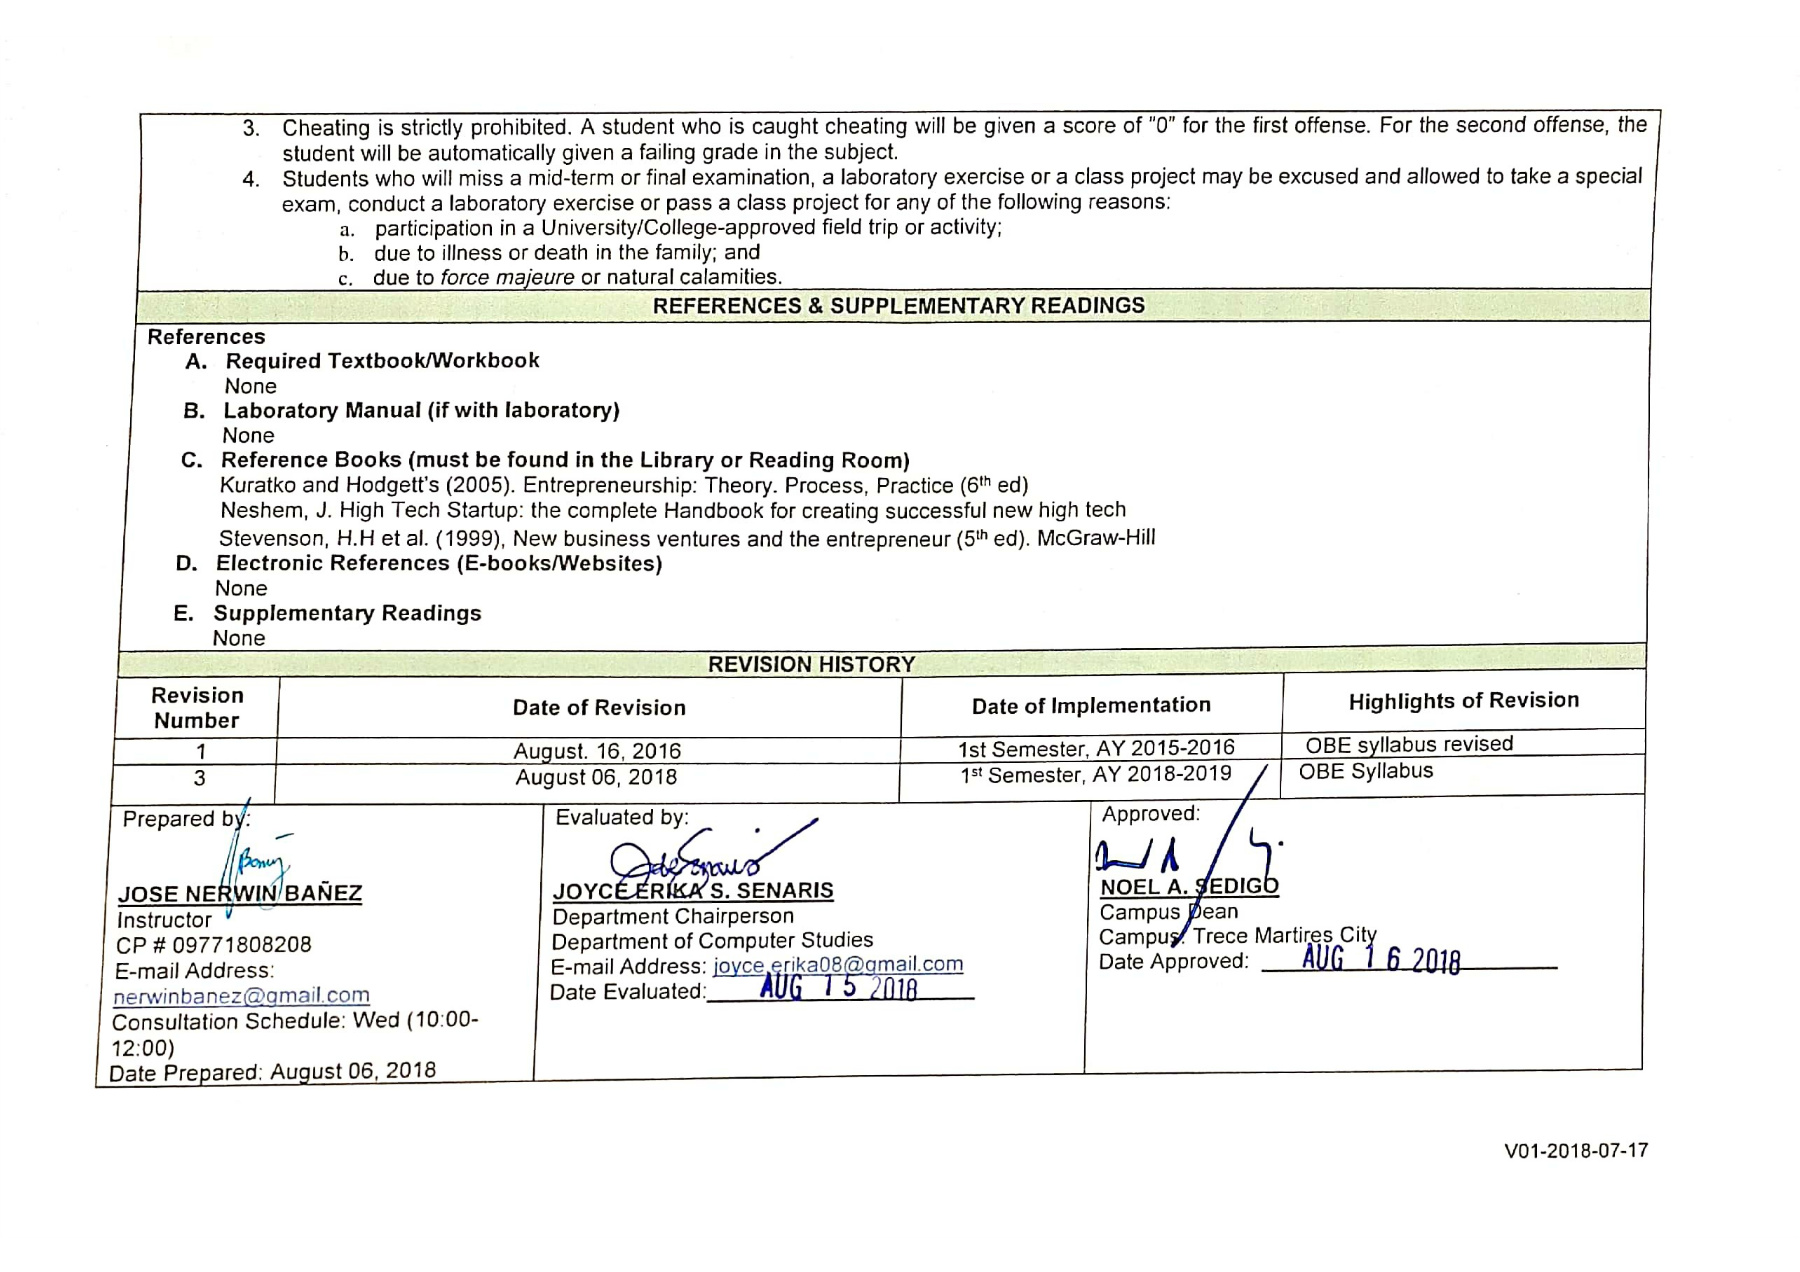 3. Cheating is strictly prohibited. A student who is caught cheating will be given a score of "0" for the first offense. For the second offense, the
student will be automatically given a failing grade in the subject.
4. Students who will miss a mid-term or final examination, a laboratory exercise or a class project may be excused and allowed to take a special
exam, conduct a laboratory exercise or pass a class project for any of the following reasons:
a. participation in a University/College-approved field trip or activity;
b. due to illness or death in the family; and
c. due to force majeure or natural calamities.
REFERENCES & SUPPLEMENTARY READINGS
References
A. Required Textbook/Workbook
None
B. Laboratory Manual (if with laboratory)
None
C. Reference Books (must be found in the Library or Reading Room)
Kuratko and Hodgett's (2005). Entrepreneurship: Theory. Process, Practice (6th ed)
Neshem, J. High Tech Startup: the complete Handbook for creating successful new high tech
Stevenson, H.H et al. (1999), New business ventures and the entrepreneur (5th ed). McGraw-Hill
D. Electronic References (E-books/Websites)
None
E. Supplementary Readings
None
REVISION HISTORY
Revision Number Date of Revision Date of Implementation Highlights of Revision
1 August. 16, 2016 1st Semester, AY 2015-2016 OBE syllabus revised
3 August 06, 2018 1st Semester, AY 2018-2019 OBE Syllabus
Prepared by:
JOSE NERWIN BAÑEZ
Instructor
CP # 09771808208
E-mail Address:
nerwinbanez@gmail.com
Consultation Schedule: Wed (10:00-
12:00)
Date Prepared: August 06, 2018
Evaluated by:
JOYCE ERIKA S. SENARIS
Department Chairperson
Department of Computer Studies
E-mail Address: joyce.erika08@gmail.com
Date Evaluated: AUG 15 2018
Approved:
NOEL A. SEDIGO
Campus Dean
Campus: Trece Martires City
Date Approved: AUG 16 2018
V01-2018-07-17